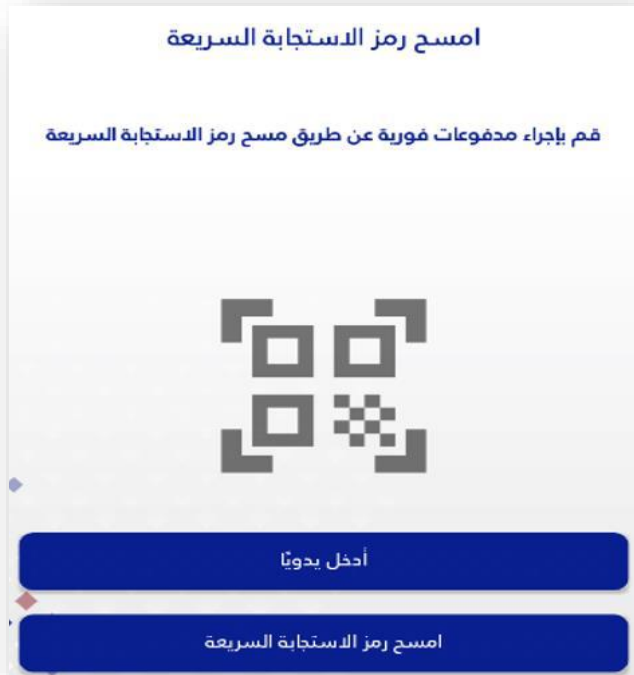 امسح رمز الاستجابة السريعة
قم بإجراء مدفوعات فورية عن طريق مسح رمز الاستجابة السريعة
أدخل يدويًا
امسح رمز الاستجابة السريعة